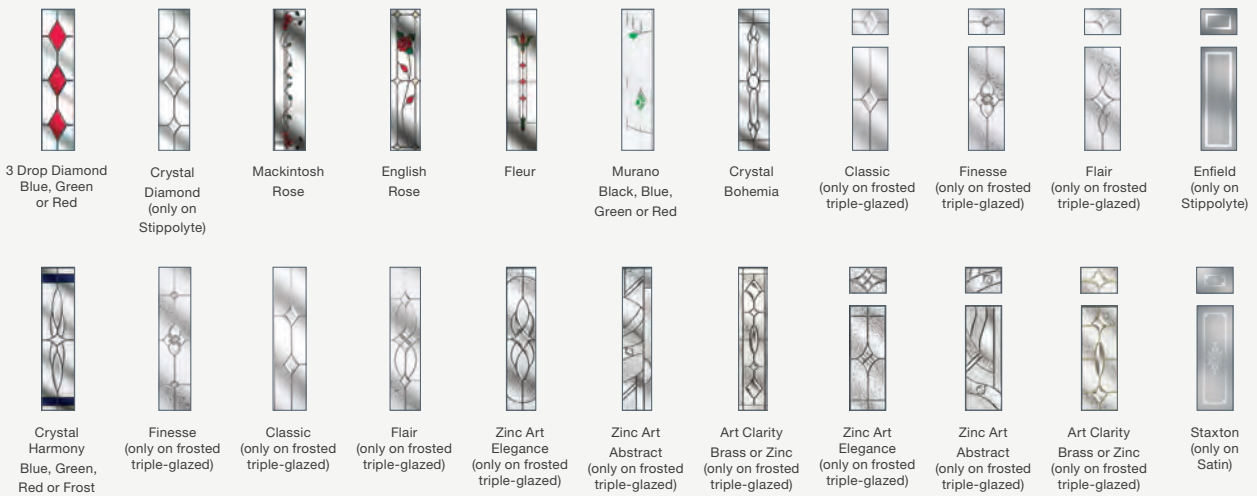 3 Drop Diamond
Blue, Green
or Red
Crystal
Diamond
(only on
Stippolyte)
Mackintosh
Rose
English
Rose
Fleur
Murano
Black, Blue,
Green or Red
Crystal
Bohemia
Classic
(only on frosted
triple-glazed)
Finesse
(only on frosted
triple-glazed)
Flair
(only on frosted
triple-glazed)
Enfield
(only on
Stippolyte)
Crystal
Harmony
Blue, Green,
Red or Frost
Finesse
(only on frosted
triple-glazed)
Classic
(only on frosted
triple-glazed)
Flair
(only on frosted
triple-glazed)
Zinc Art
Elegance
(only on frosted
triple-glazed)
Zinc Art
Abstract
(only on frosted
triple-glazed)
Art Clarity
Brass or Zinc
(only on frosted
triple-glazed)
Zinc Art
Elegance
(only on frosted
triple-glazed)
Zinc Art
Abstract
(only on frosted
triple-glazed)
Art Clarity
Brass or Zinc
(only on frosted
triple-glazed)
Staxton
(only on
Satin)